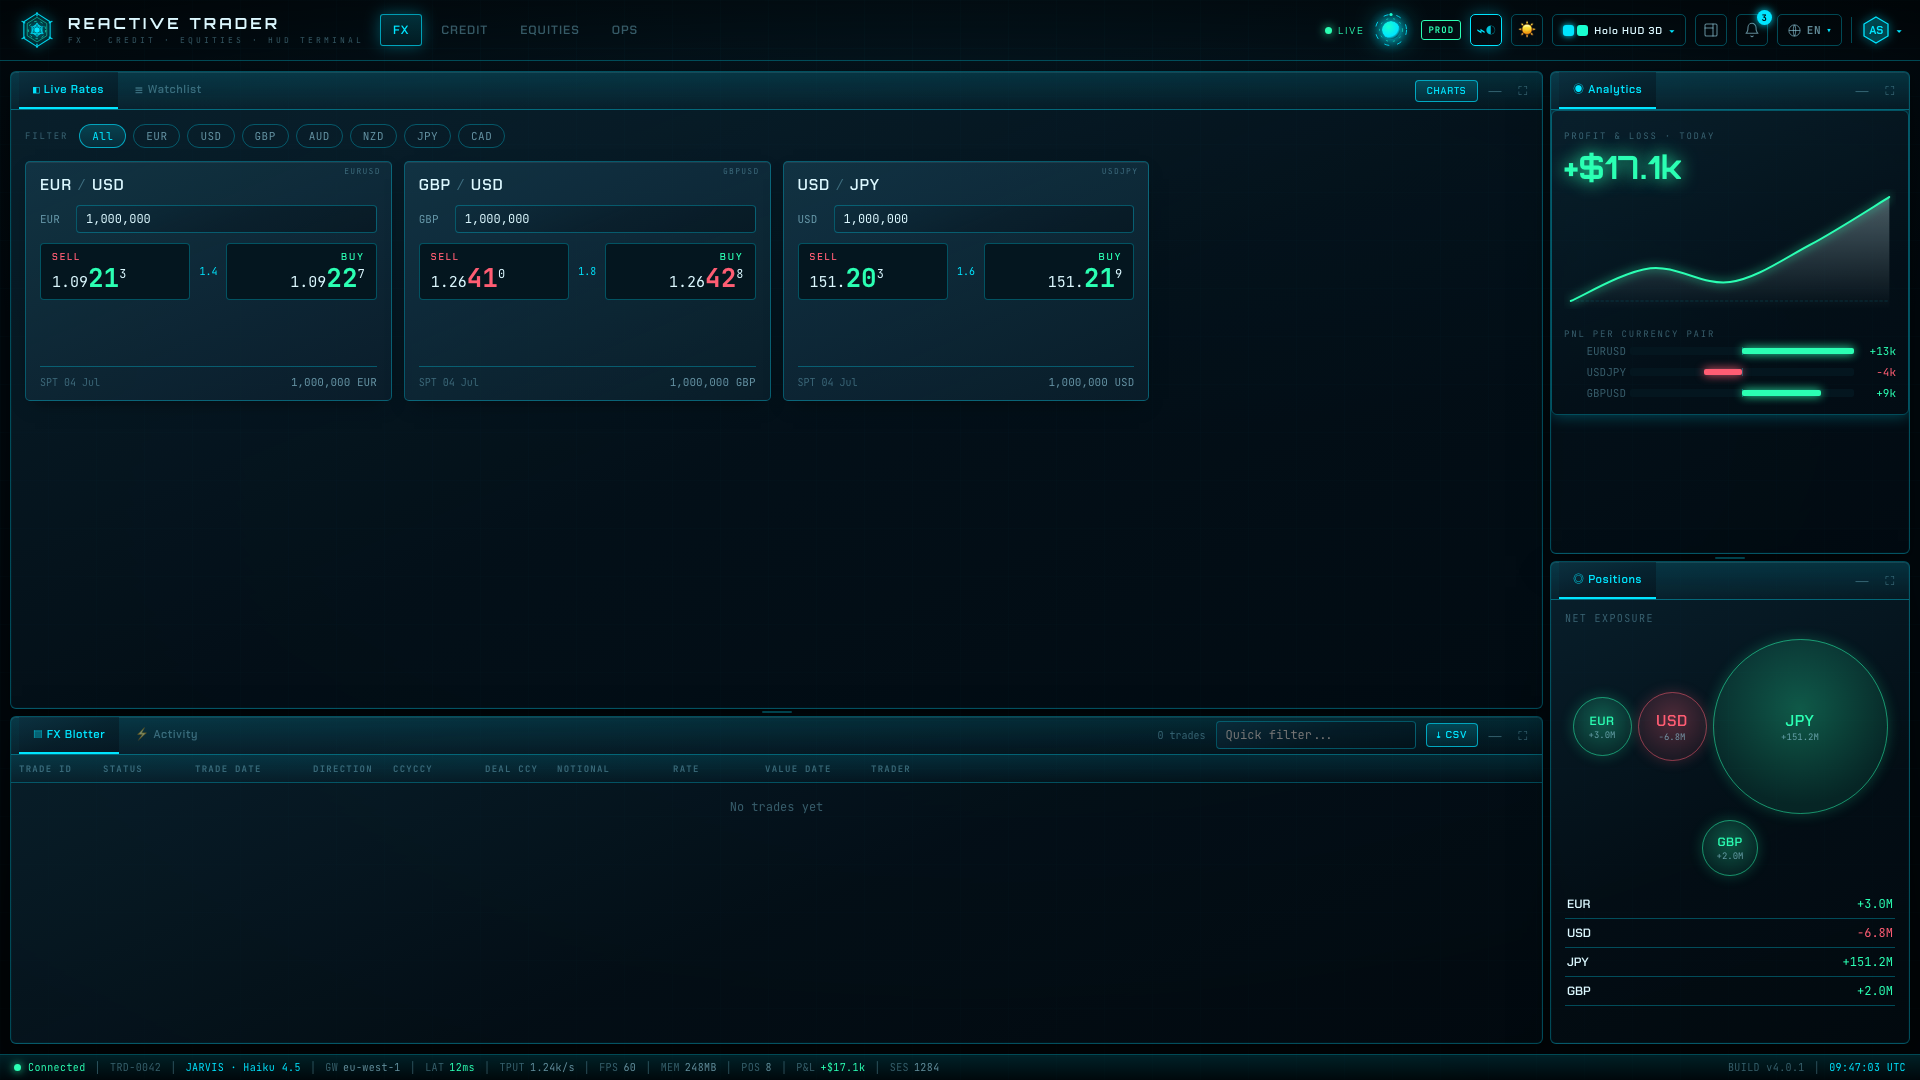 REACTIVE TRADER
FX · CREDIT · EQUITIES · HUD TERMINAL
FX CREDIT EQUITIES OPS
LIVE
PROD
Holo HUD 3D
3
EN
AS
Live Rates Watchlist
CHARTS
FILTER All EUR USD GBP AUD NZD JPY CAD
EURUSD
EUR / USD
EUR 1,000,000
SELL
1.09213
1.4
BUY
1.09227
SPT 04 Jul 1,000,000 EUR
GBPUSD
GBP / USD
GBP 1,000,000
SELL
1.26410
1.8
BUY
1.26428
SPT 04 Jul 1,000,000 GBP
USDJPY
USD / JPY
USD 1,000,000
SELL
151.203
1.6
BUY
151.219
SPT 04 Jul 1,000,000 USD
Analytics
PROFIT & LOSS · TODAY
+$17.1k
PNL PER CURRENCY PAIR
EURUSD +13k
USDJPY -4k
GBPUSD +9k
Positions
NET EXPOSURE
EUR
+3.0M
USD
-6.8M
JPY
+151.2M
GBP
+2.0M
EUR +3.0M
USD -6.8M
JPY +151.2M
GBP +2.0M
FX Blotter Activity
0 trades
Quick filter...
↓ CSV
TRADE ID STATUS TRADE DATE DIRECTION CCYCCY DEAL CCY NOTIONAL RATE VALUE DATE TRADER
No trades yet
Connected | TRD-0042 | JARVIS · Haiku 4.5 | GW eu-west-1 | LAT 12ms | TPUT 1.24k/s | FPS 60 | MEM 248MB | POS 8 | P&L +$17.1k | SES 1284
BUILD v4.0.1 | 09:47:03 UTC